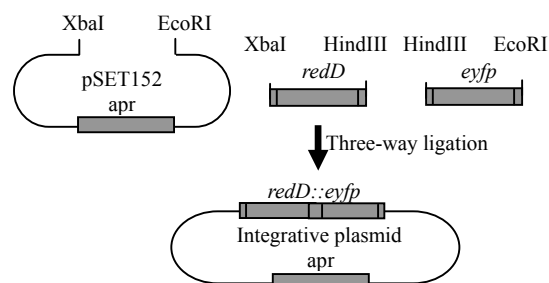 XbaI EcoRI
XbaI HindIII HindIII EcoRI
redD eyfp
pSET152
apr
Three-way ligation
redD::eyfp
Integrative plasmid
apr